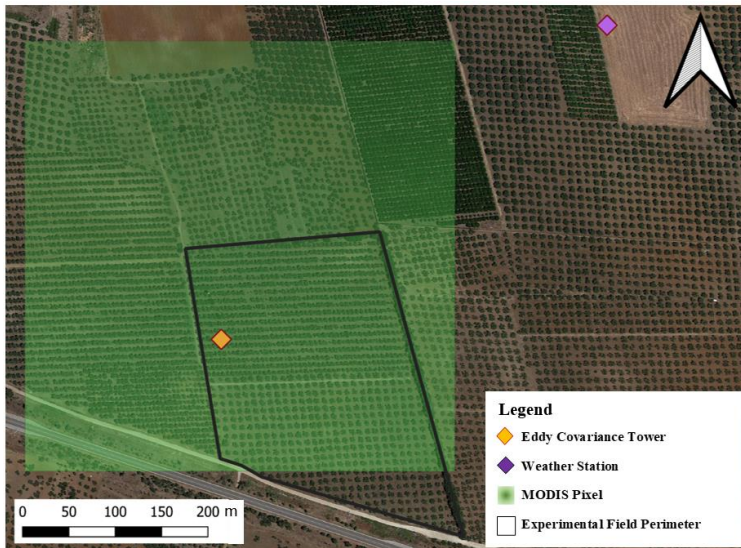 Legend
Eddy Covariance Tower
Weather Station
MODIS Pixel
Experimental Field Perimeter
0 50 100 150 200 m